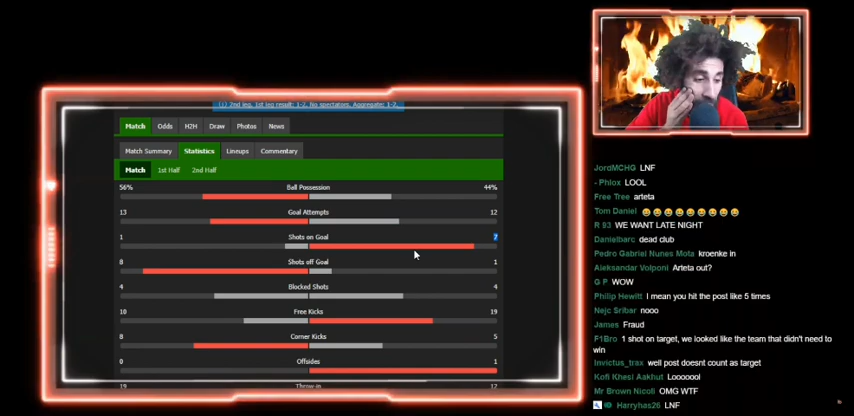 2nd leg. 1st leg result: 1-2. No spectators. Aggregate: 1-2.
Match Odds H2H Draw Photos News
Match Summary Statistics Lineups Commentary
Match 1st Half 2nd Half
56% Ball Possession 44%
13 Goal Attempts 12
1 Shots on Goal 7
8 Shots off Goal 1
4 Blocked Shots 4
10 Free Kicks 19
8 Corner Kicks 5
0 Offsides 1
19 Throw-in 12
JordMCHG LNF
- Phlox LOOL
Free Tree arteta
Tom Daniel
R 93 WE WANT LATE NIGHT
Danielbarc dead club
Pedro Gabriel Nunes Mota kroenke in
Aleksandar Volponi Arteta out?
G P WOW
Philip Hewitt I mean you hit the post like 5 times
Nejc Sribar nooo
James Fraud
F1Bro 1 shot on target, we looked like the team that didn't need to
win
Invictus_trax well post doesnt count as target
Kofi Khesi Aakhut Looooool
Mr Brown Nicoli OMG WTF
Harryhas26 LNF